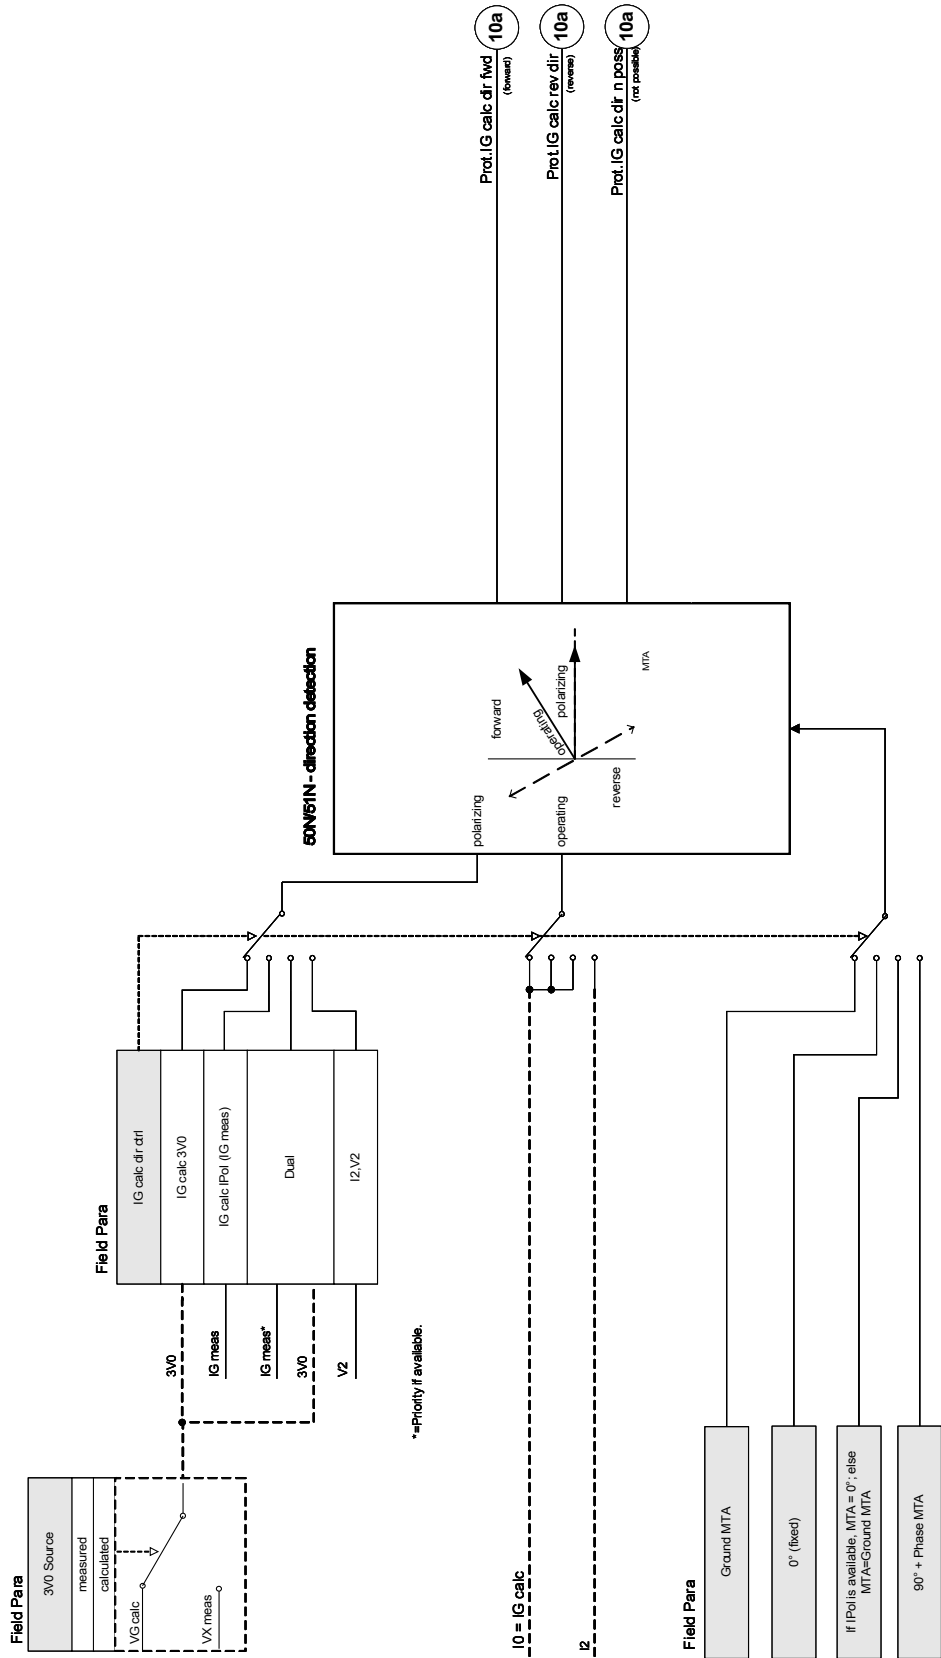 Field Para
3V0 Source
measured
calculated
VG calc
VX meas
Field Para
IG calc dir ctrl
IG calc 3V0
IG calc IPol (IG meas)
Dual
I2,V2
3V0
IG meas
IG meas*
3V0
V2
*=Priority if available.
I0 = IG calc
I2
Field Para
Ground MTA
0° (fixed)
If IPol is available, MTA = 0°; else
MTA=Ground MTA
90° + Phase MTA
50N/51N - direction detection
polarizing
operating
forward
reverse
operating
polarizing
MTA
Prot.IG calc dir fwd
(forward)
10a
Prot.IG calc rev dir
(reverse)
10a
Prot.IG calc dir n poss
(not possible)
10a